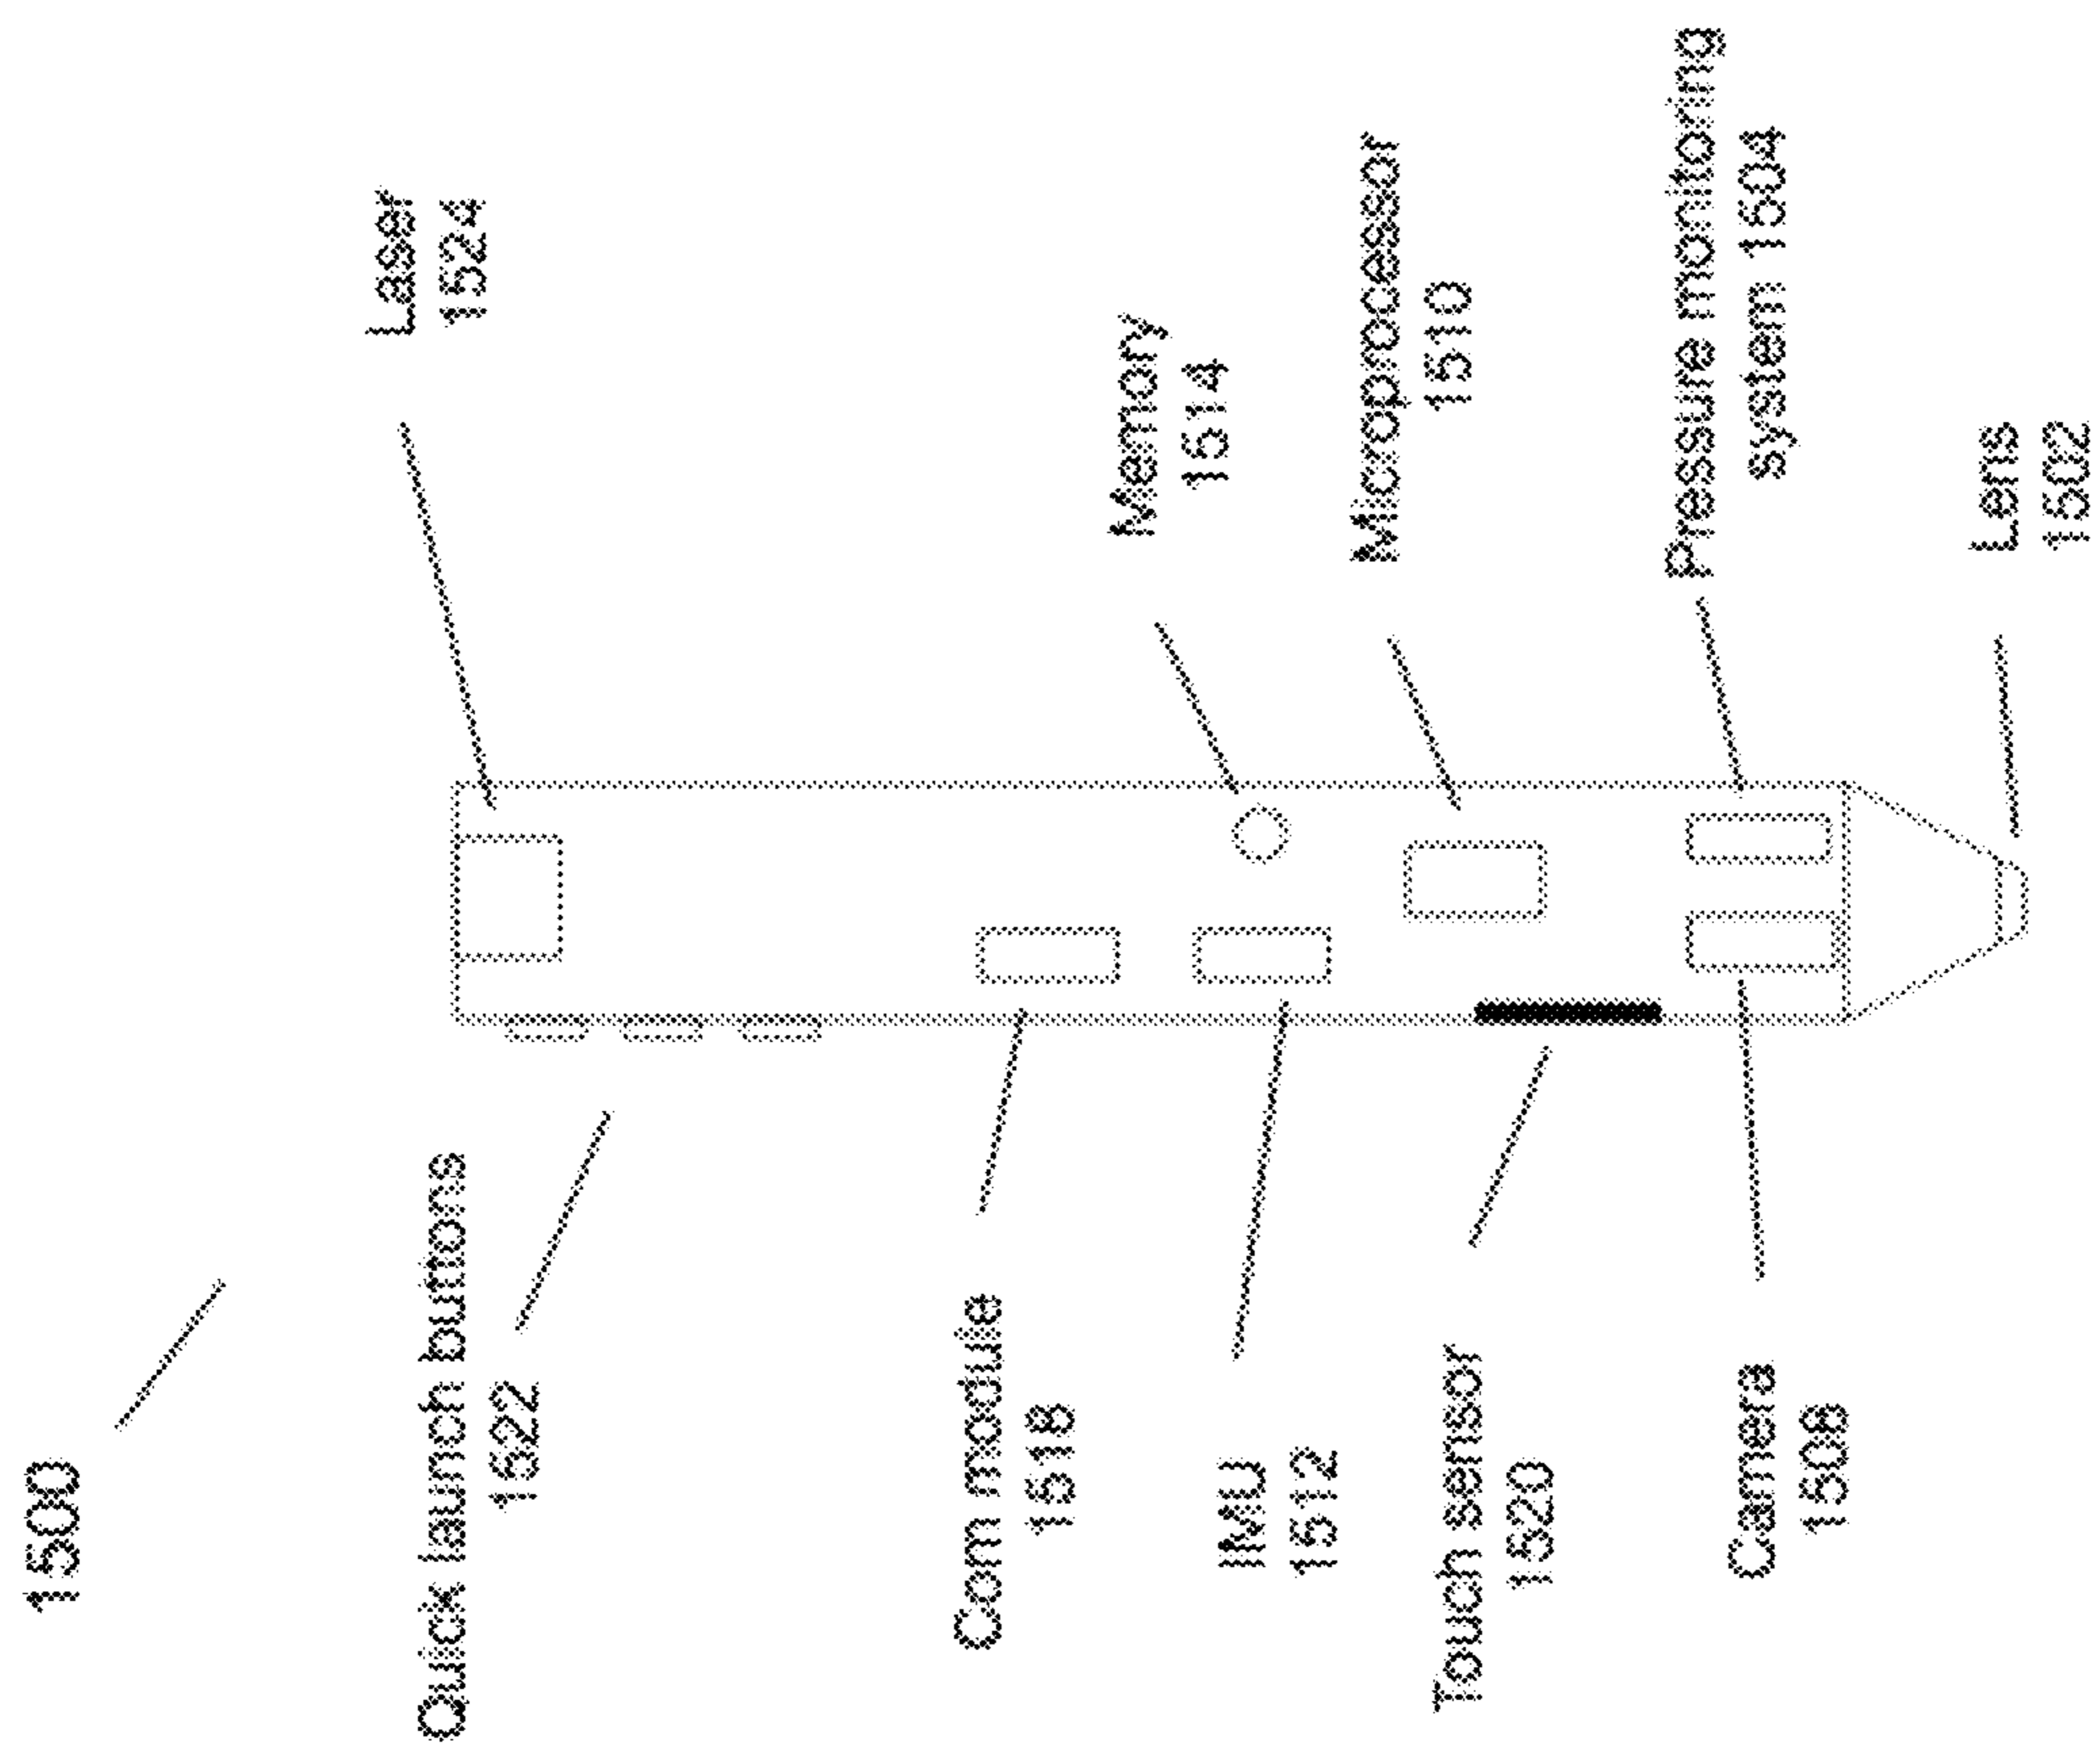 1500
Laser
1524
Quick launch buttons
1522
Com module
1518
Memory
1514
IMU
1512
Microprocessor
1510
Touch sensor
1520
Pressure monitoring
system 1504
Camera
1508
Lens
1502